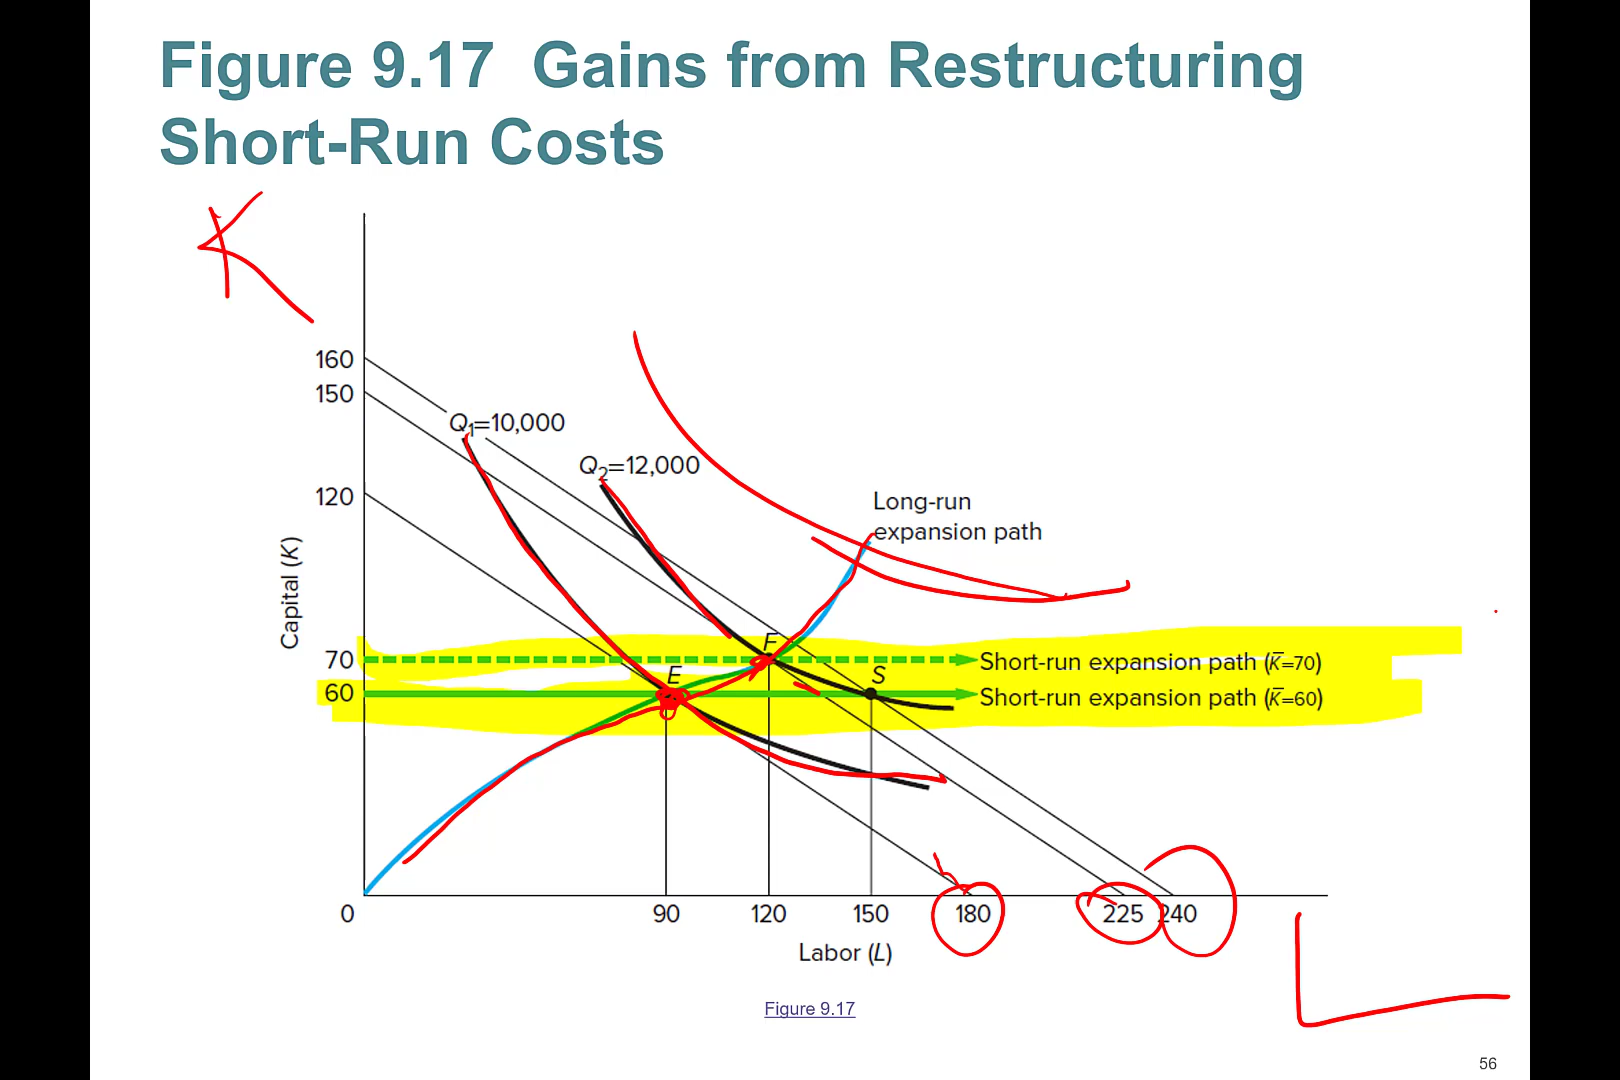 Figure 9.17 Gains from Restructuring
Short-Run Costs
K
160
150
Q₁=10,000
Q₂=12,000
120
Long-run
expansion path
Capital (K)
F
70
Short-run expansion path (K̅=70)
E
S
60
Short-run expansion path (K̅=60)
0
90
120
150
180
225
240
L
Labor (L)
Figure 9.17
56